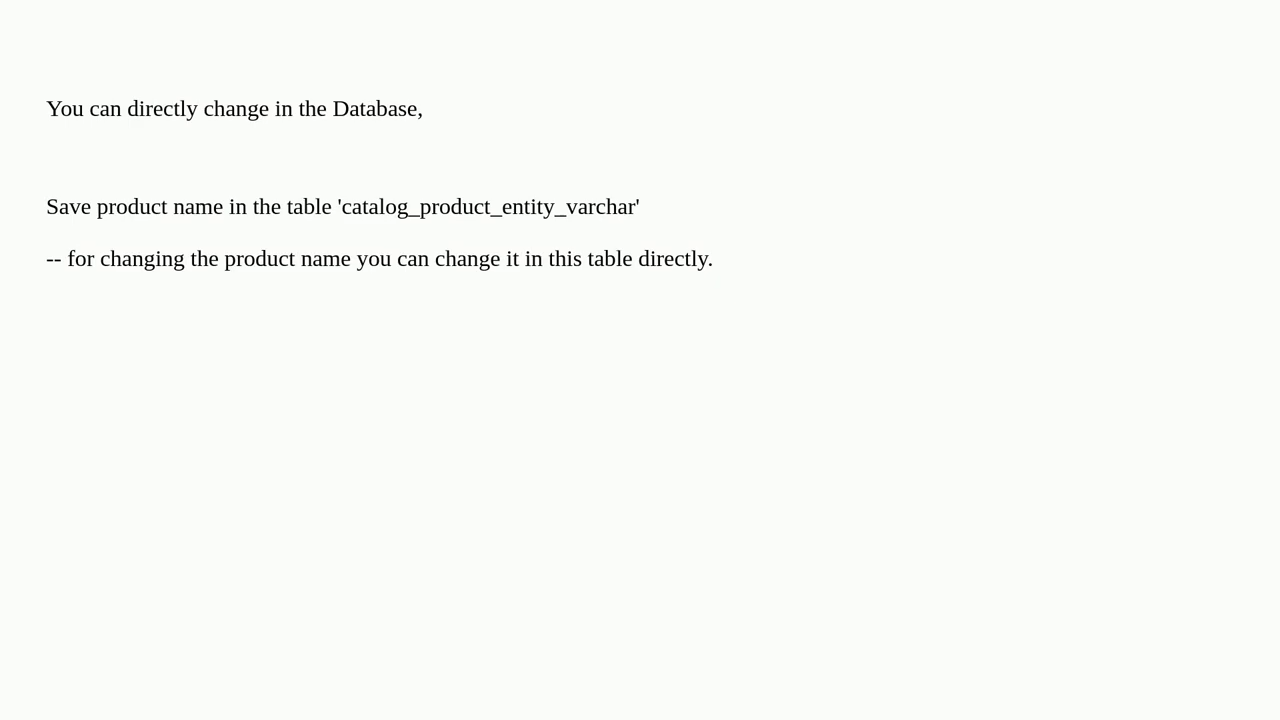 You can directly change in the Database,
Save product name in the table 'catalog_product_entity_varchar'
-- for changing the product name you can change it in this table directly.